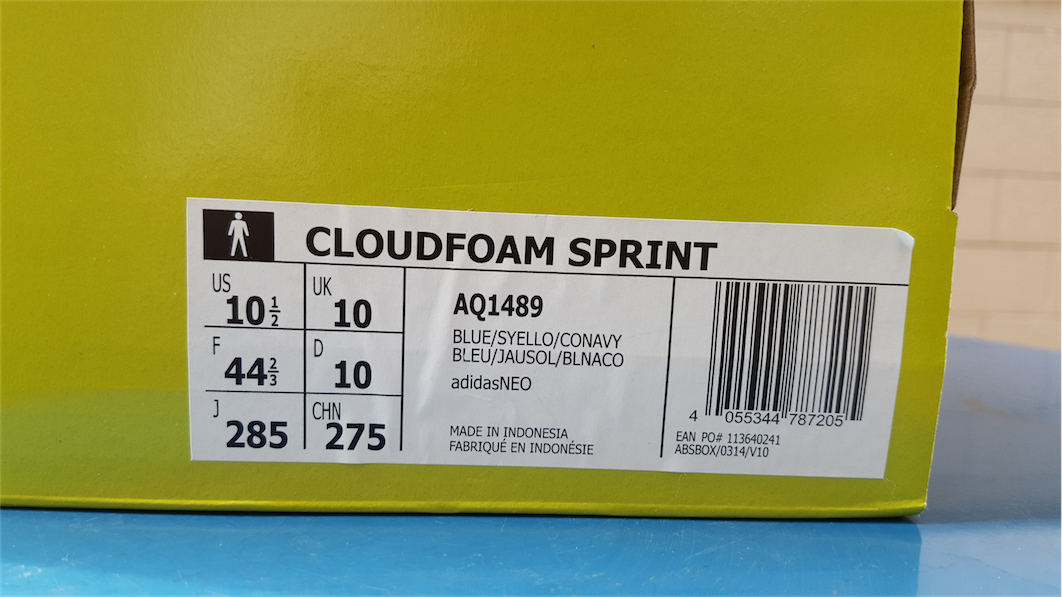 CLOUDFOAM SPRINT
US
10 1/2
UK
10
F
44 2/3
D
10
J
285
CHN
275
AQ1489
BLUE/SYELLO/CONAVY
BLEU/JAUSOL/BLNACO
adidasNEO
MADE IN INDONESIA
FABRIQUÉ EN INDONÉSIE
4 055344 787205
EAN PO# 113640241
ABSBOX/0314/V10